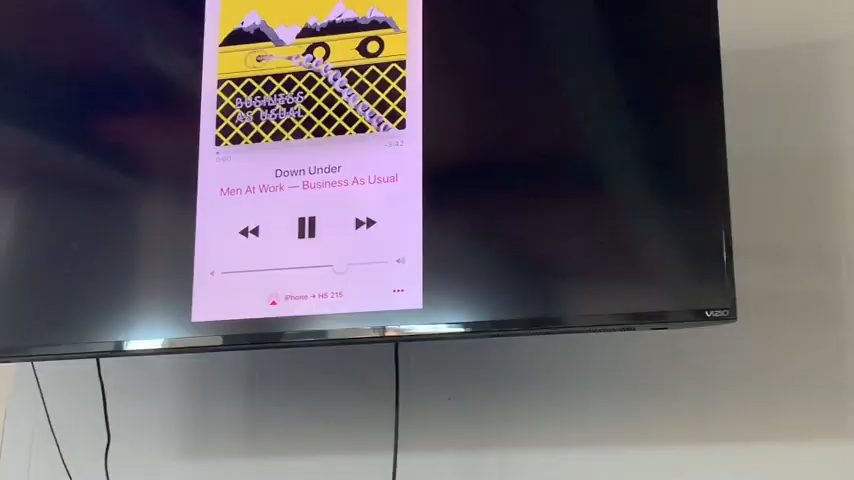 BUSINESS
AS USUAL
0:00
-3:42
Down Under
Men At Work — Business As Usual
iPhone → HS 215
VIZIO